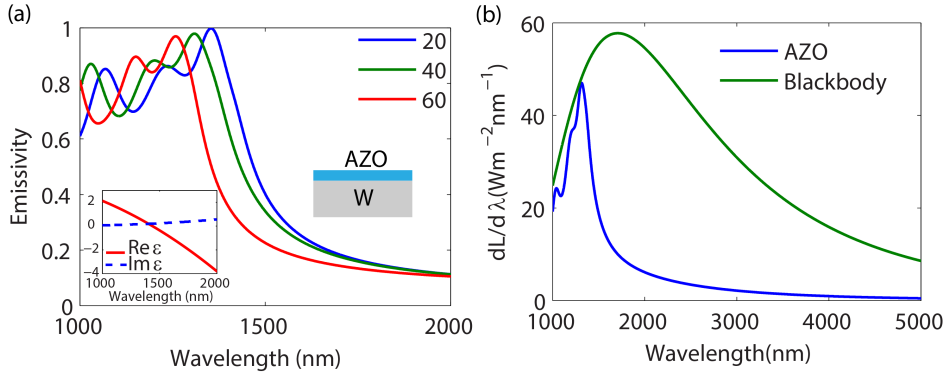 (a)
1
0.8
0.6
0.4
0.2
0
Emissivity
20
40
60
AZO
W
2
0
−2
−4
Re ε
Im ε
1000 1500 2000
Wavelength (nm)
1000 1500 2000
Wavelength (nm)
(b)
60
40
20
0
dL/d λ(Wm⁻²nm⁻¹)
AZO
Blackbody
1000 2000 3000 4000 5000
Wavelength(nm)